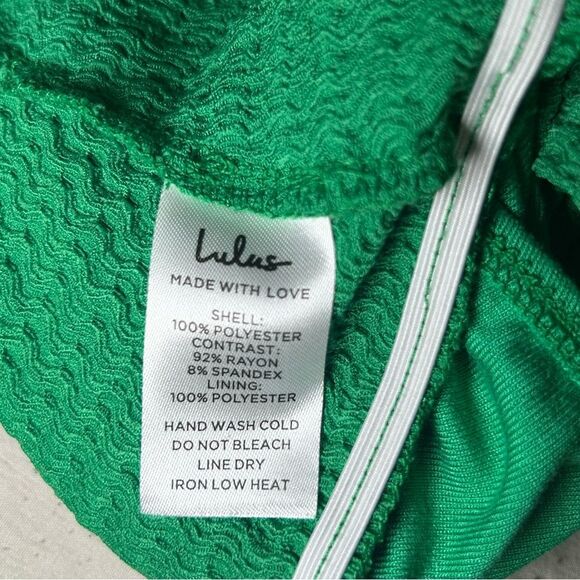 Lulus
MADE WITH LOVE
SHELL:
100% POLYESTER
CONTRAST:
92% RAYON
8% SPANDEX
LINING:
100% POLYESTER
HAND WASH COLD
DO NOT BLEACH
LINE DRY
IRON LOW HEAT